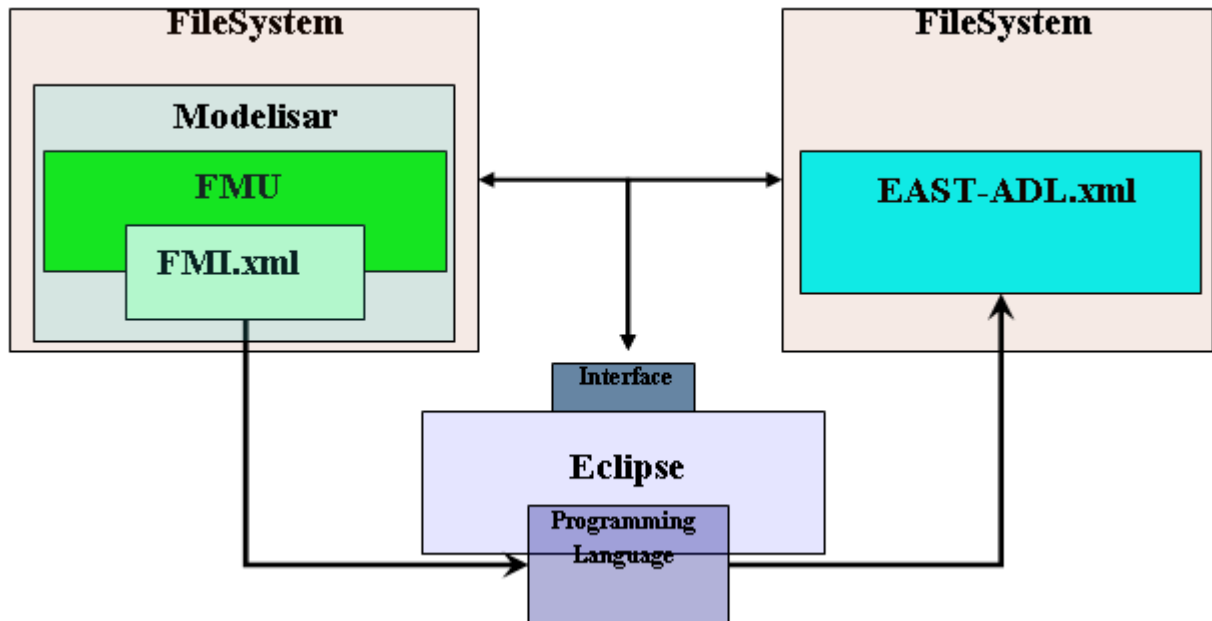 FileSystem
FileSystem
Modelisar
FMU
EAST-ADL.xml
FMI.xml
Interface
Eclipse
Programming
Language